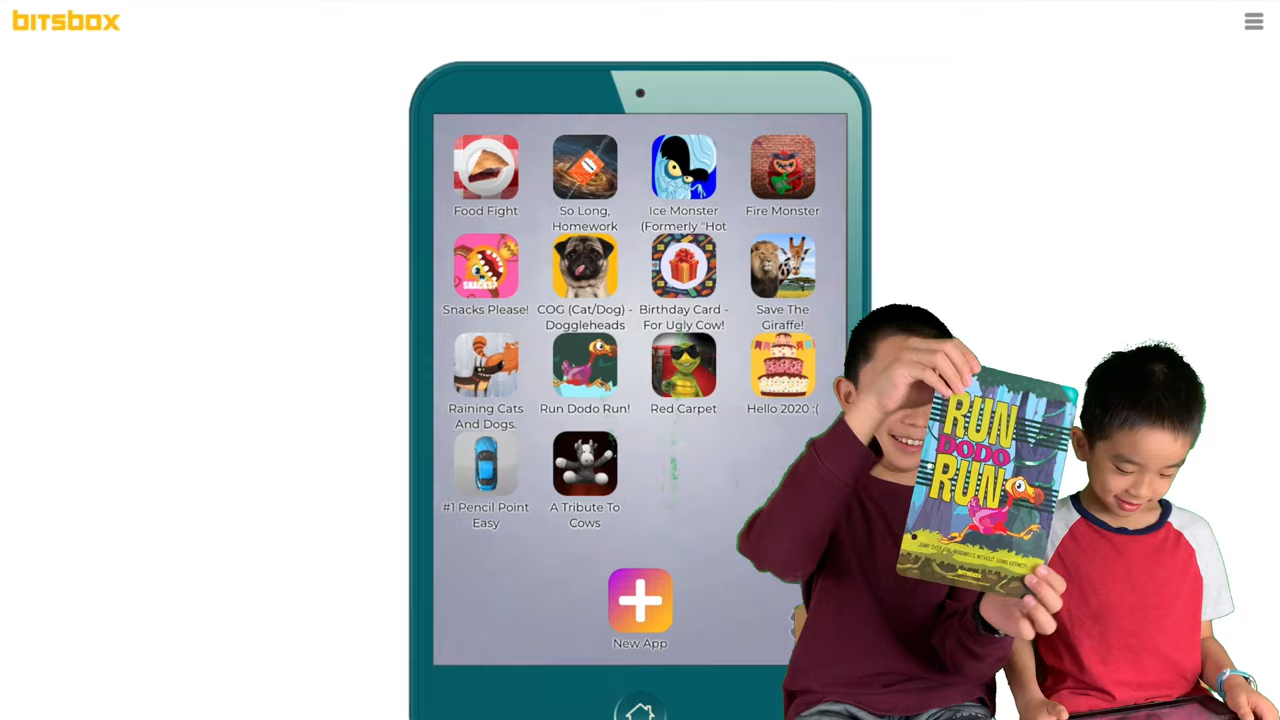 bITSbOX
Food Fight
So Long,
Homework
Ice Monster
(Formerly "Hot
Fire Monster
SNACKS?
Snacks Please!
COG (Cat/Dog) -
Doggleheads
Birthday Card -
For Ugly Cow!
Save The
Giraffe!
Raining Cats
And Dogs.
Run Dodo Run!
Red Carpet
Hello 2020 :(
#1 Pencil Point
Easy
A Tribute To
Cows
New App
RUN
DODO
RUN
BITSBOX